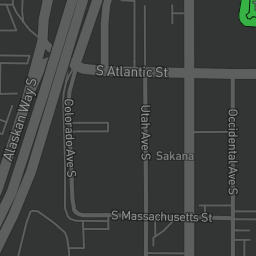 S Atlantic St
Alaskan Way S
Colorado Ave S
Utah Ave S
Occidental Ave S
Sakana
S Massachusetts St